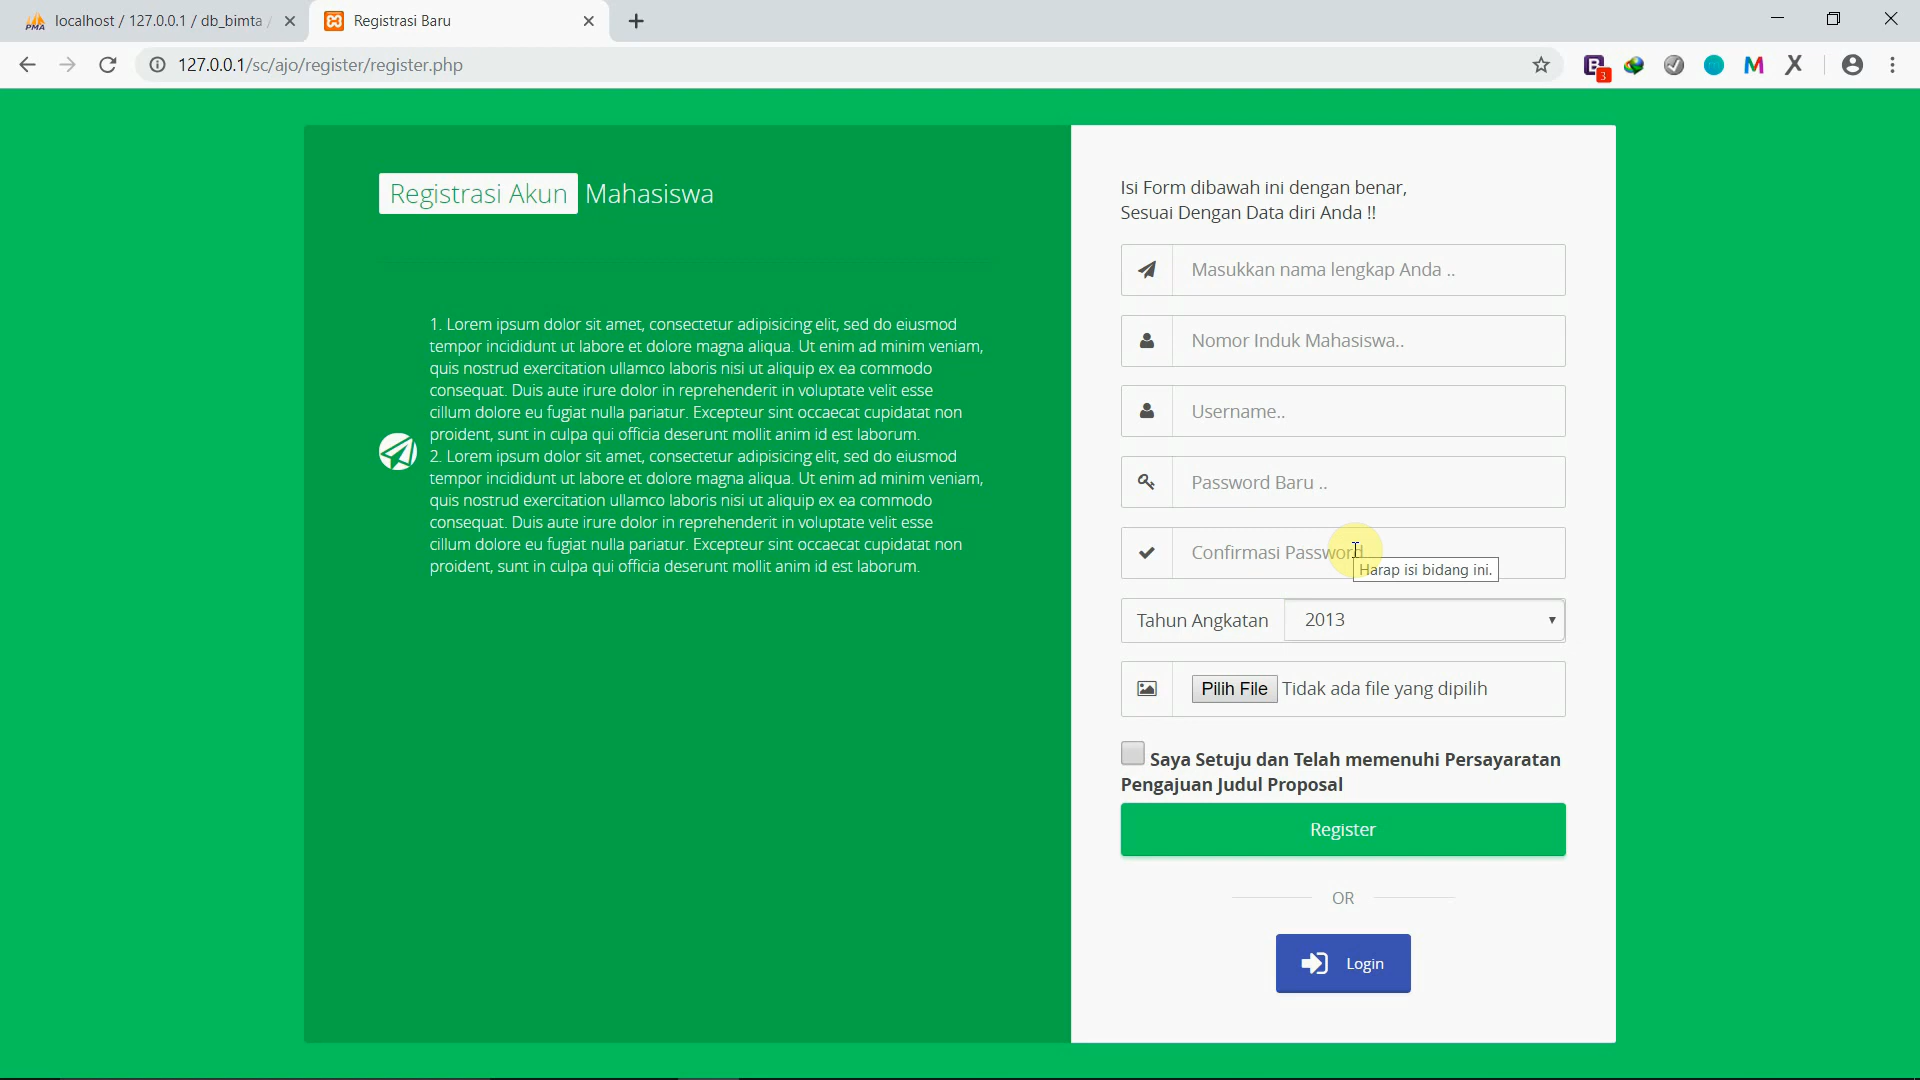 localhost / 127.0.0.1 / db_bimta /
Registrasi Baru
127.0.0.1/sc/ajo/register/register.php
3
Registrasi Akun Mahasiswa
1. Lorem ipsum dolor sit amet, consectetur adipisicing elit, sed do eiusmod
tempor incididunt ut labore et dolore magna aliqua. Ut enim ad minim veniam,
quis nostrud exercitation ullamco laboris nisi ut aliquip ex ea commodo
consequat. Duis aute irure dolor in reprehenderit in voluptate velit esse
cillum dolore eu fugiat nulla pariatur. Excepteur sint occaecat cupidatat non
proident, sunt in culpa qui officia deserunt mollit anim id est laborum.
2. Lorem ipsum dolor sit amet, consectetur adipisicing elit, sed do eiusmod
tempor incididunt ut labore et dolore magna aliqua. Ut enim ad minim veniam,
quis nostrud exercitation ullamco laboris nisi ut aliquip ex ea commodo
consequat. Duis aute irure dolor in reprehenderit in voluptate velit esse
cillum dolore eu fugiat nulla pariatur. Excepteur sint occaecat cupidatat non
proident, sunt in culpa qui officia deserunt mollit anim id est laborum.
Isi Form dibawah ini dengan benar,
Sesuai Dengan Data diri Anda !!
Masukkan nama lengkap Anda ..
Nomor Induk Mahasiswa..
Username..
Password Baru ..
Confirmasi Password
Harap isi bidang ini.
Tahun Angkatan 2013
Pilih File Tidak ada file yang dipilih
Saya Setuju dan Telah memenuhi Persayaratan
Pengajuan Judul Proposal
Register
OR
Login